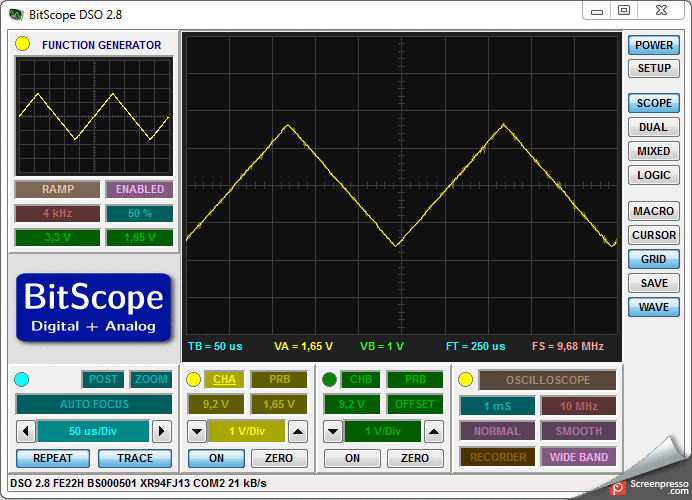 BitScope DSO 2.8
FUNCTION GENERATOR
RAMP ENABLED
4 kHz 50 %
3,3 V 1,65 V
BitScope
Digital + Analog
TB = 50 us VA = 1,65 V VB = 1 V FT = 250 us FS = 9,68 MHz
POWER
SETUP
SCOPE
DUAL
MIXED
LOGIC
MACRO
CURSOR
GRID
SAVE
WAVE
POST ZOOM
AUTO FOCUS
50 us/Div
REPEAT TRACE
CHA PRB
9,2 V 1,65 V
1 V/Div
ON ZERO
CHB PRB
9,2 V OFFSET
1 V/Div
ON ZERO
OSCILLOSCOPE
1 mS 10 MHz
NORMAL SMOOTH
RECORDER WIDE BAND
DSO 2.8 FE22H BS000501 XR94FJ13 COM2 21 kB/s
Screenpresso
.com